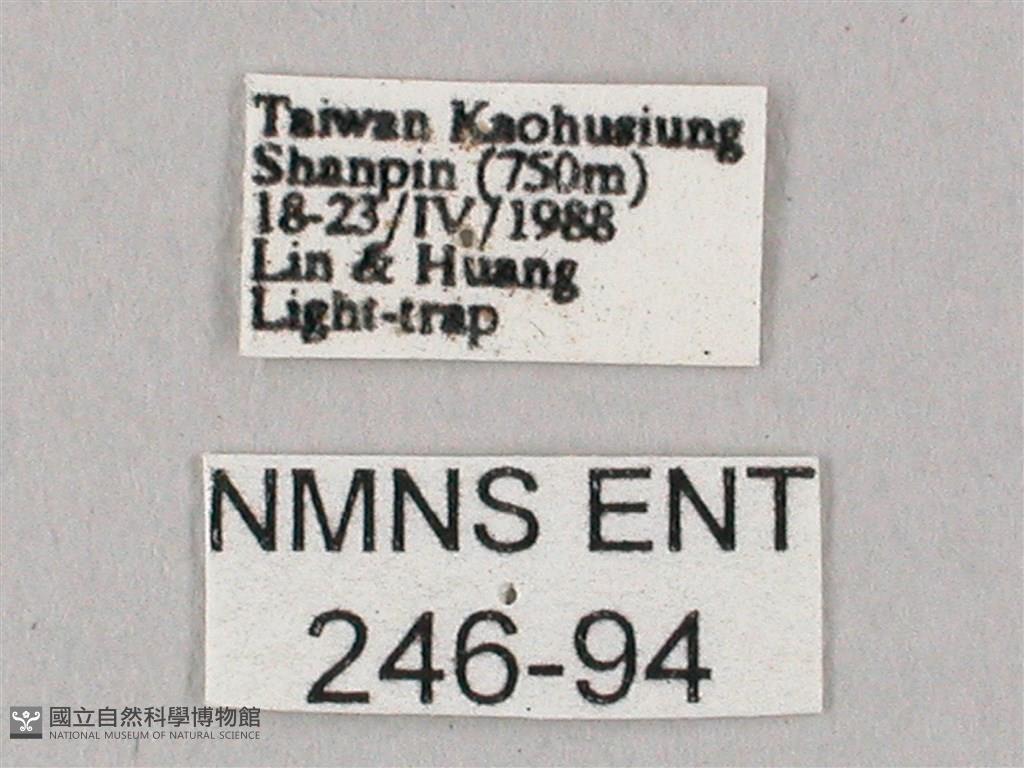 Taiwan Kaohusiung
Shanpin (750m)
18-23/IV/1988
Lin & Huang
Light-trap
NMNS ENT
246-94
國立自然科學博物館
NATIONAL MUSEUM OF NATURAL SCIENCE